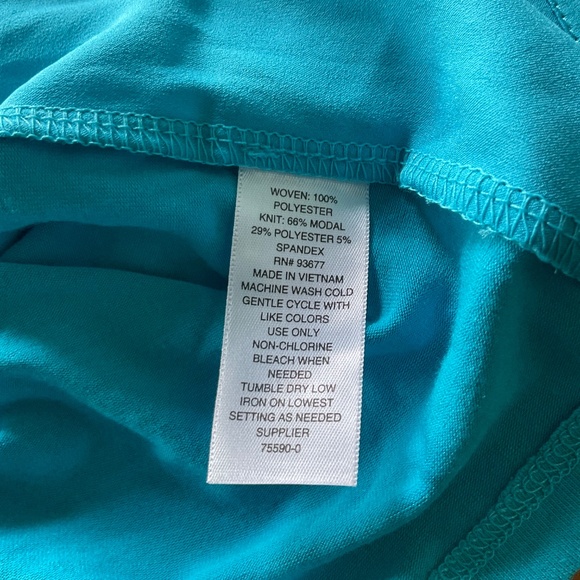 WOVEN: 100%
POLYESTER
KNIT: 66% MODAL
29% POLYESTER 5%
SPANDEX
RN# 93677
MADE IN VIETNAM
MACHINE WASH COLD
GENTLE CYCLE WITH
LIKE COLORS
USE ONLY
NON-CHLORINE
BLEACH WHEN
NEEDED
TUMBLE DRY LOW
IRON ON LOWEST
SETTING AS NEEDED
SUPPLIER
75590-0